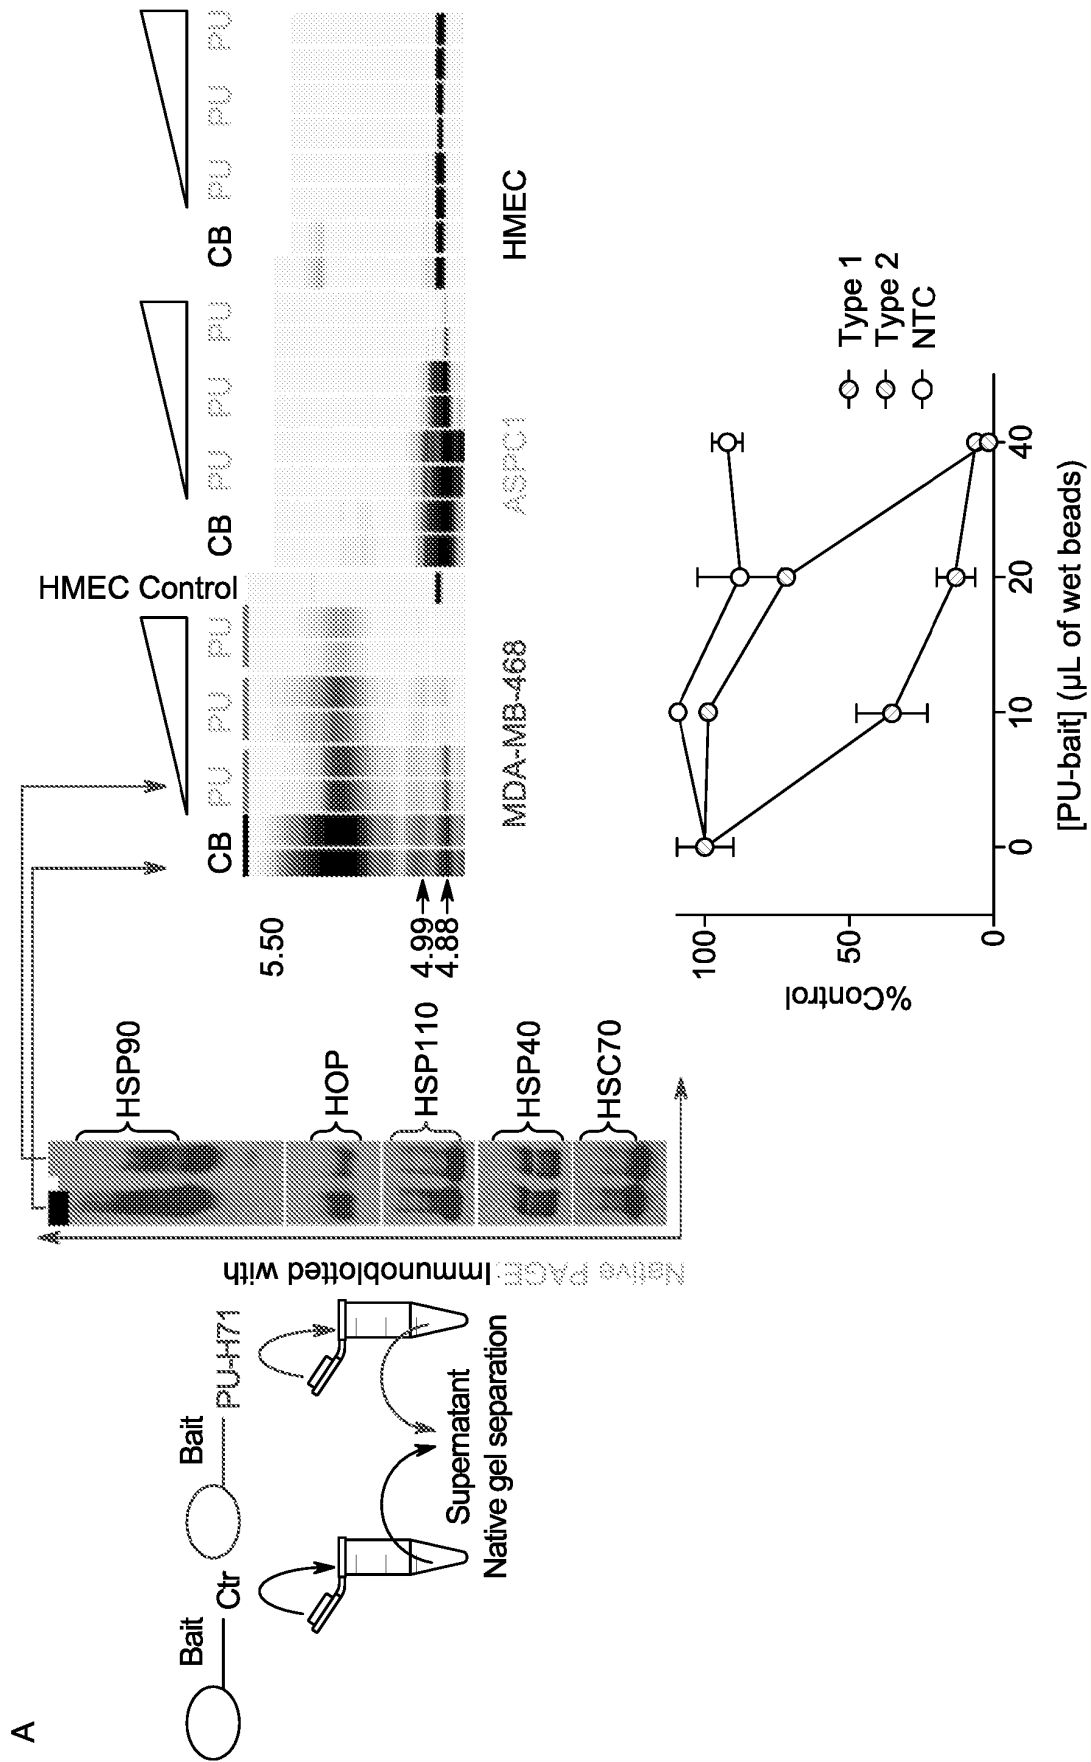 A
Bait
Ctr
Bait
PU-H71
Supernatant
Native gel separation
Native PAGE: Immunoblotted with
HSP90
HOP
HSP110
HSP40
HSC70
CB PU PU PU
HMEC Control
CB PU PU PU
CB PU PU PU
5.50
4.99
4.88
MDA-MB-468
ASPC1
HMEC
%Control
100
50
0
0 10 20 40
[PU-bait] (μL of wet beads)
Type 1
Type 2
NTC